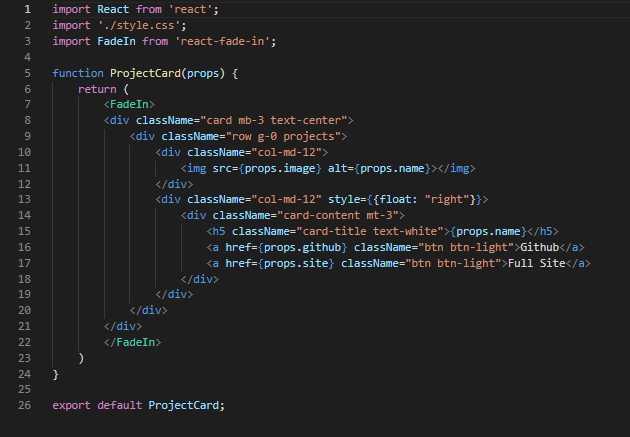 1 import React from 'react';
2 import './style.css';
3 import FadeIn from 'react-fade-in';
4
5 function ProjectCard(props) {
6     return (
7         <FadeIn>
8         <div className="card mb-3 text-center">
9             <div className="row g-0 projects">
10                 <div className="col-md-12">
11                     <img src={props.image} alt={props.name}></img>
12                 </div>
13                 <div className="col-md-12" style={{float: "right"}}>
14                     <div className="card-content mt-3">
15                         <h5 className="card-title text-white">{props.name}</h5>
16                         <a href={props.github} className="btn btn-light">Github</a>
17                         <a href={props.site} className="btn btn-light">Full Site</a>
18                     </div>
19                 </div>
20             </div>
21         </div>
22         </FadeIn>
23     )
24 }
25
26 export default ProjectCard;